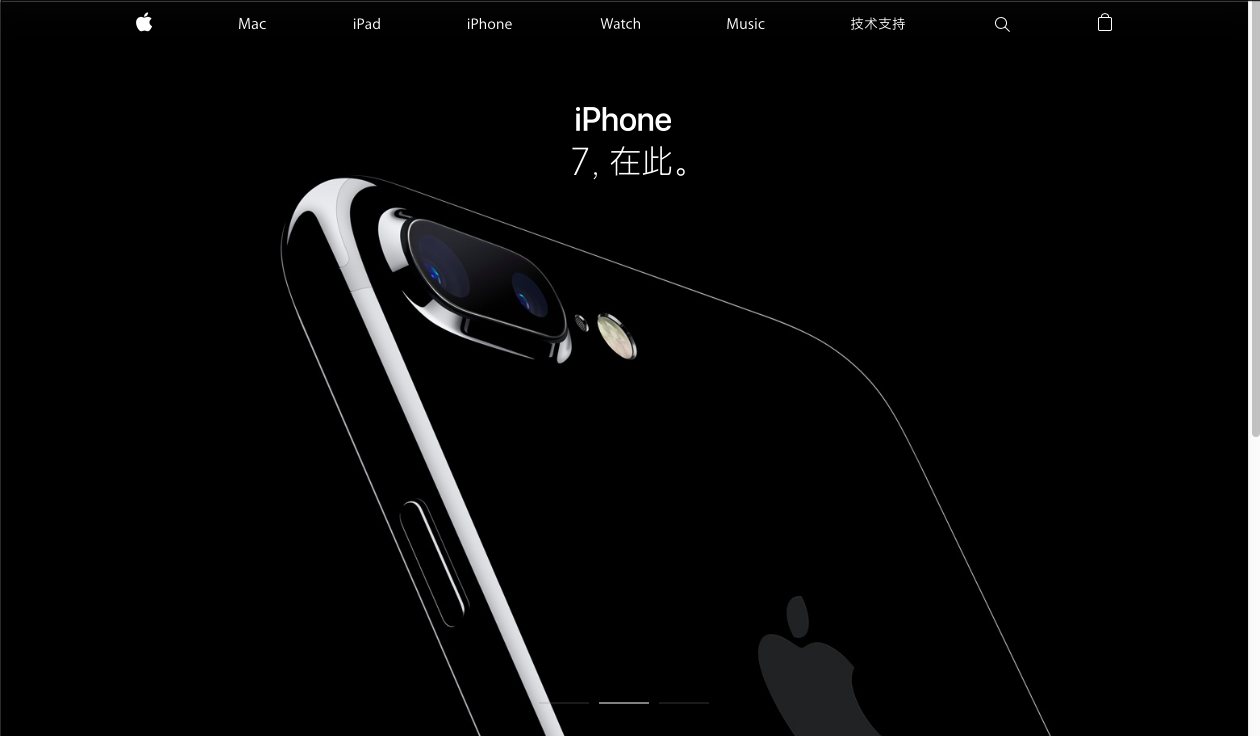 Mac iPad iPhone Watch Music 技术支持
iPhone
7, 在此。